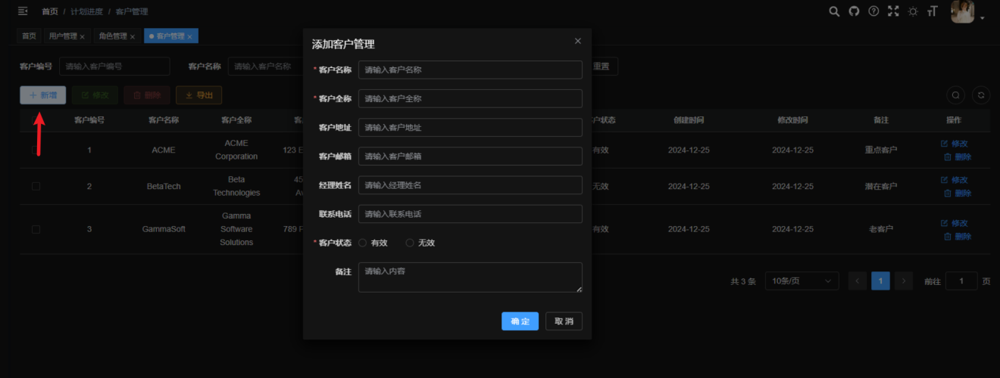 首页 / 计划进度 / 客户管理
首页 用户管理 × 角色管理 × 客户管理 ×
客户编号 请输入客户编号 客户名称 请输入客户名称 重置
+ 新增 修改 删除 导出
客户编号 客户名称 客户全称 客户状态 创建时间 修改时间 备注 操作
1 ACME ACME Corporation 123 E 有效 2024-12-25 2024-12-25 重点客户 修改 删除
2 BetaTech Beta Technologies 45 A 无效 2024-12-25 2024-12-25 潜在客户 修改 删除
3 GammaSoft Gamma Software Solutions 789 有效 2024-12-25 2024-12-25 老客户 修改 删除
共 3 条 10条/页 1 前往 1 页
添加客户管理
* 客户名称 请输入客户名称
* 客户全称 请输入客户全称
客户地址 请输入客户地址
客户邮箱 请输入客户邮箱
经理姓名 请输入经理姓名
联系电话 请输入联系电话
* 客户状态 有效 无效
备注 请输入内容
确 定 取 消